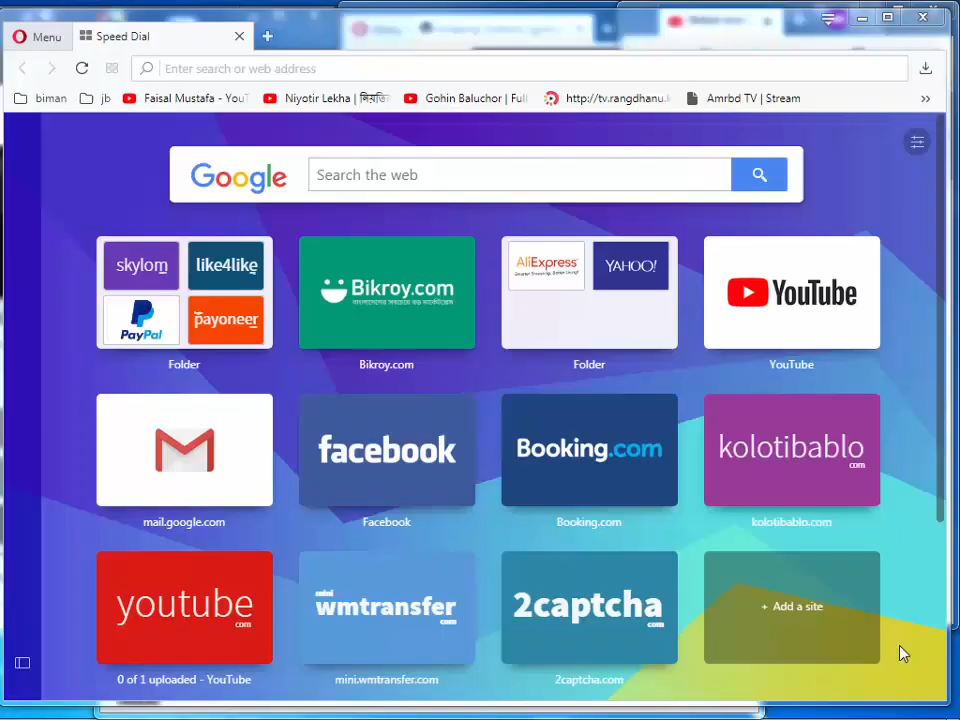 Menu
Speed Dial
Enter search or web address
biman
jb
Faisal Mustafa - YouT
Niyotir Lekha | নিয়তি
Gohin Baluchor | Full
http://tv.rangdhanu.l
Amrbd TV | Stream
Google
Search the web
skylom
like4like
PayPal
payoneer
Folder
Bikroy.com
Bikroy.com
AliExpress
YAHOO!
Folder
YouTube
YouTube
mail.google.com
facebook
Facebook
Booking.com
Booking.com
kolotibablo
com
kolotibablo.com
youtube
com
0 of 1 uploaded - YouTube
mini
wmtransfer
com
mini.wmtransfer.com
2captcha
com
2captcha.com
+ Add a site